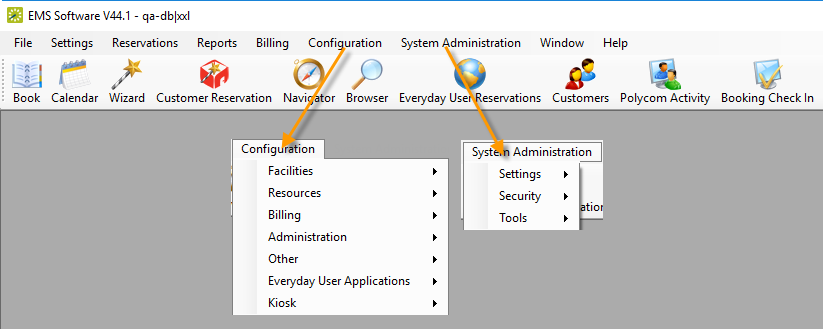 EMS Software V44.1 - qa-db|xxl
File Settings Reservations Reports Billing Configuration System Administration Window Help
Book Calendar Wizard Customer Reservation Navigator Browser Everyday User Reservations Customers Polycom Activity Booking Check In
Configuration
Facilities
Resources
Billing
Administration
Other
Everyday User Applications
Kiosk
System Administration
Settings
Security
Tools